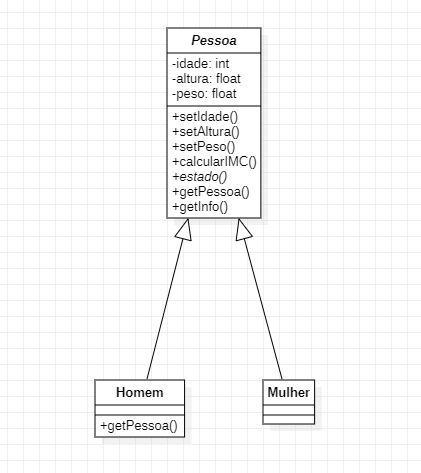 Pessoa
-idade: int
-altura: float
-peso: float
+setIdade()
+setAltura()
+setPeso()
+calcularIMC()
+estado()
+getPessoa()
+getInfo()
Homem
+getPessoa()
Mulher